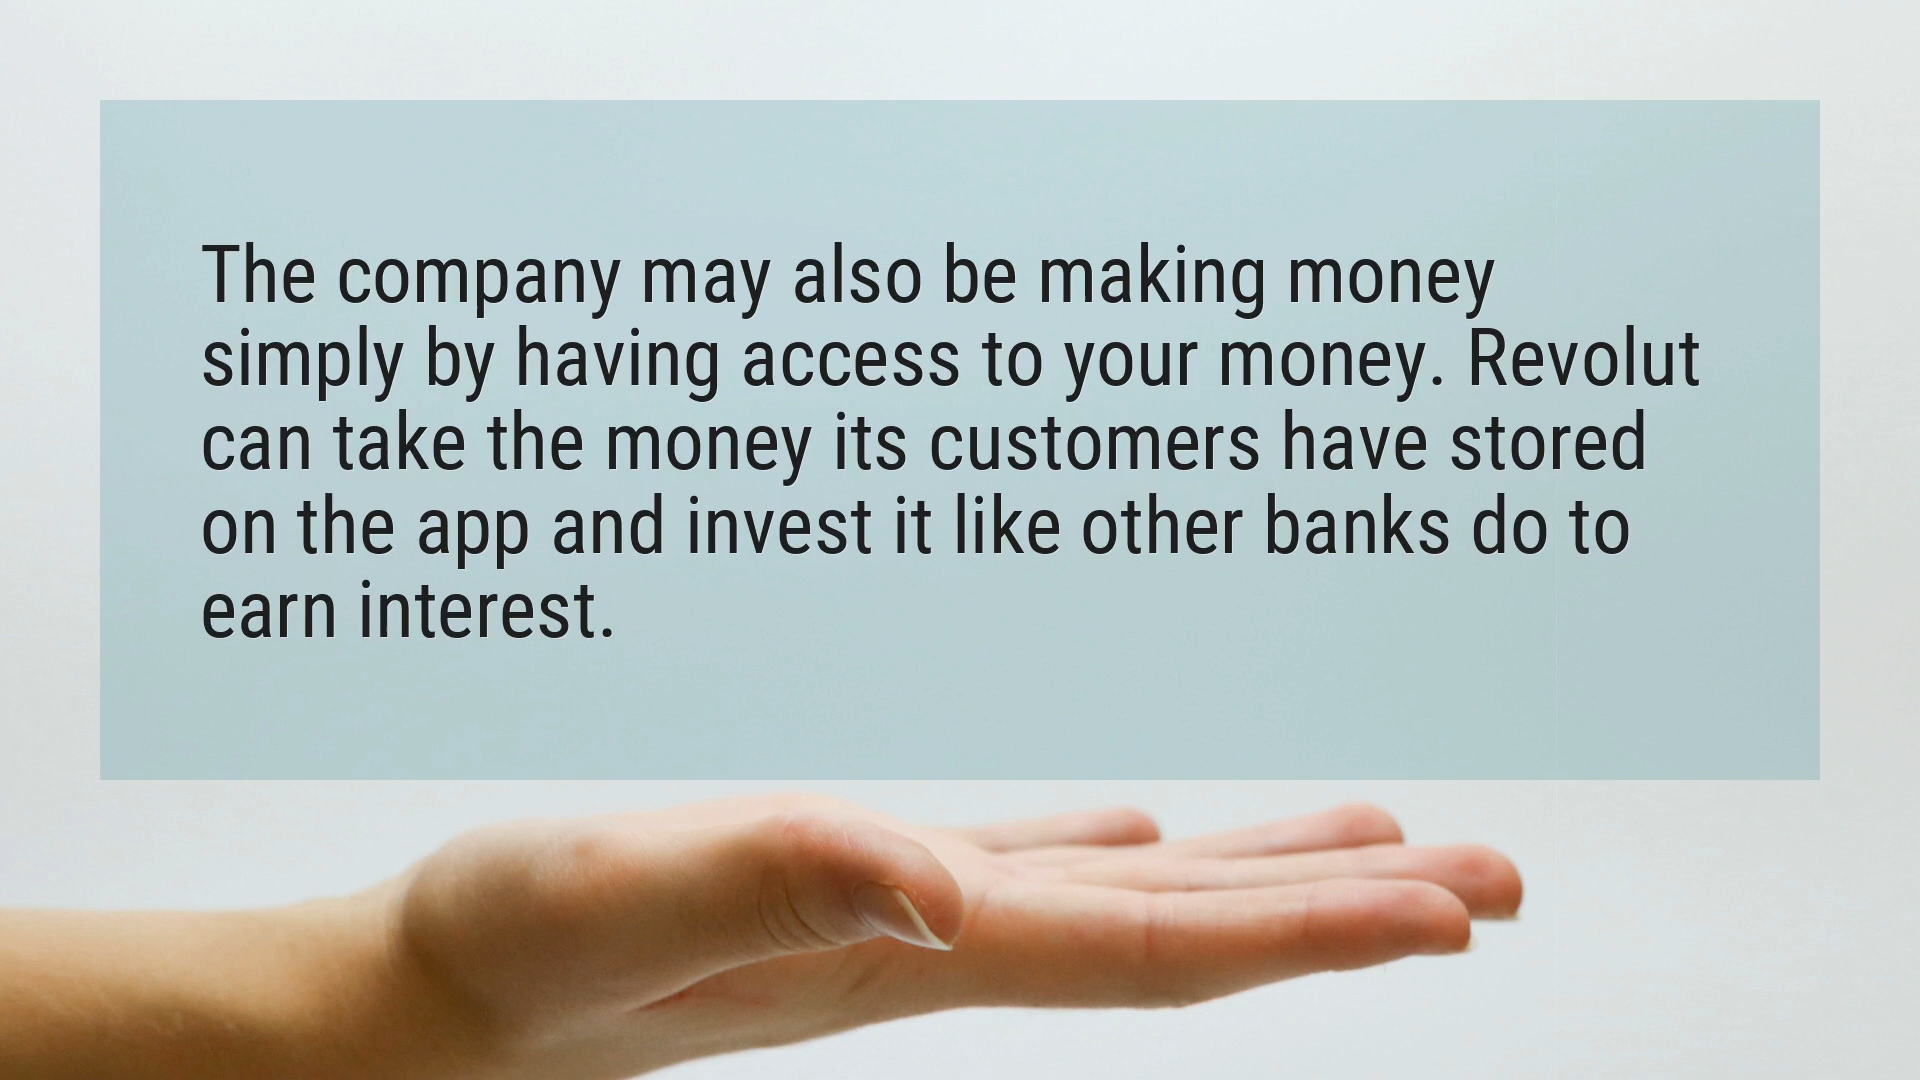 The company may also be making money
simply by having access to your money. Revolut
can take the money its customers have stored
on the app and invest it like other banks do to
earn interest.